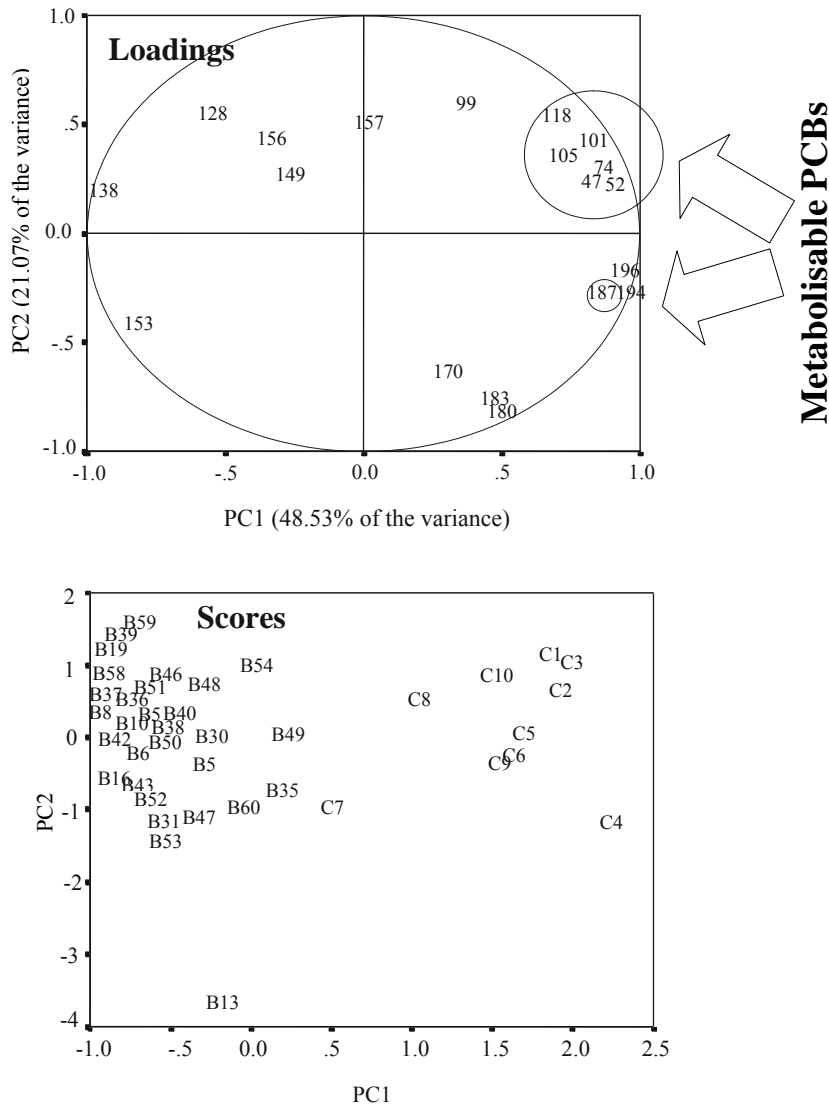 Loadings
1.0
.5
0.0
-.5
-1.0
PC2 (21.07% of the variance)
128
156
149
157
99
118
101
105
74
47 52
138
153
196
187 194
170
183
180
-1.0 -.5 0.0 .5 1.0
PC1 (48.53% of the variance)
Metabolisable PCBs
Scores
2
1
0
-1
-2
-3
-4
PC2
B59
B39
B19
B58 B46 B54
B37 B51 B48
B36
B8 B5 B40
B10 B38
B42 B50 B30 B49
B6
B5
B16 B43
B52 B35
B60
B31 B47
B53
B13
C1 C3
C10
C2
C8
C5
C6
C9
C7
C4
-1.0 -.5 0.0 .5 1.0 1.5 2.0 2.5
PC1